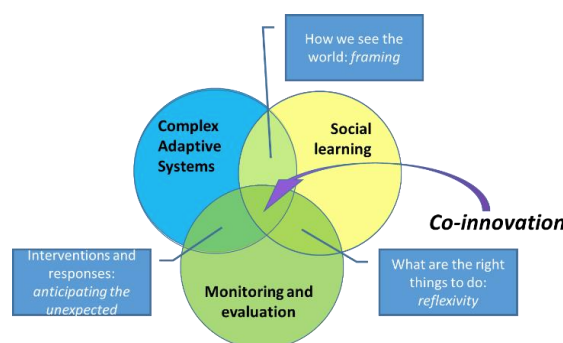 How we see the
world: framing
Complex
Adaptive
Systems
Social
learning
Co-innovation
Interventions and
responses:
anticipating the
unexpected
What are the right
things to do:
reflexivity
Monitoring and
evaluation